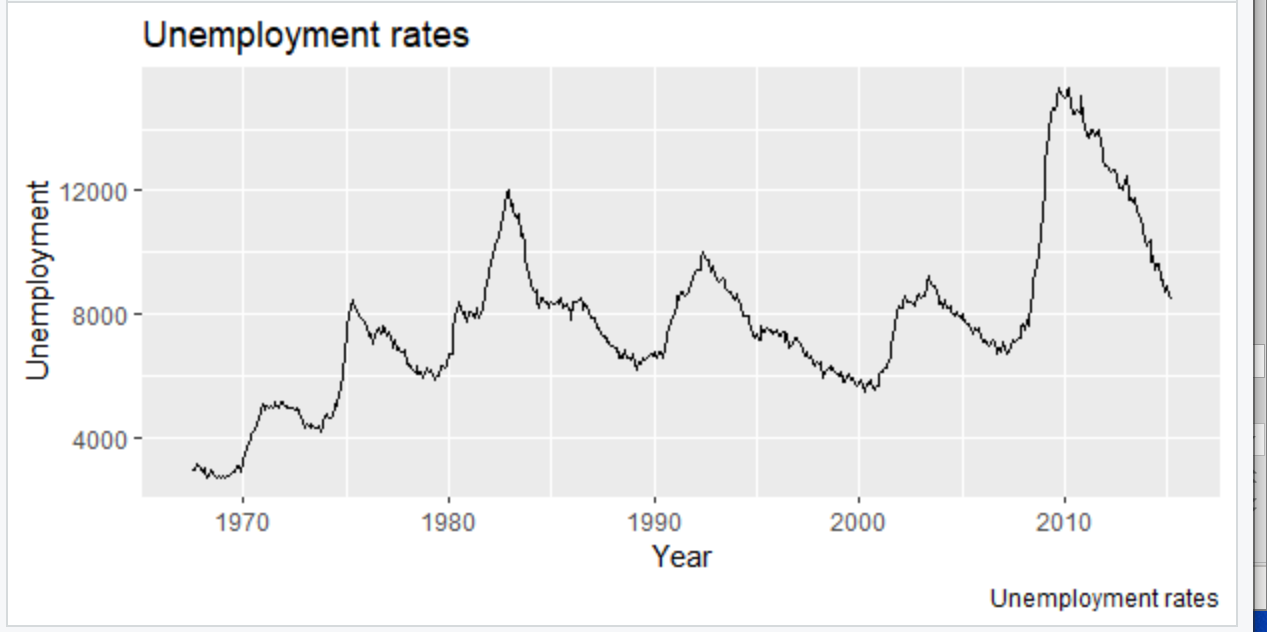 Unemployment rates
Unemployment
12000
8000
4000
1970 1980 1990 2000 2010
Year
Unemployment rates